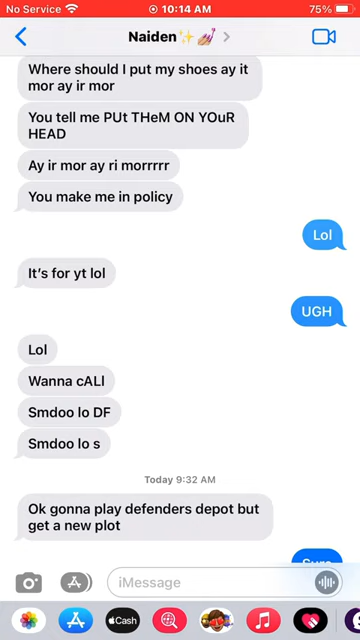 No Service 10:14 AM 75%
Naiden✨💅
Where should I put my shoes ay it
mor ay ir mor
You tell me PUt THeM ON YOuR
HEAD
Ay ir mor ay ri morrrrr
You make me in policy
Lol
It's for yt lol
UGH
Lol
Wanna cALl
Smdoo lo DF
Smdoo lo s
Today 9:32 AM
Ok gonna play defenders depot but
get a new plot
Sure
iMessage
Cash